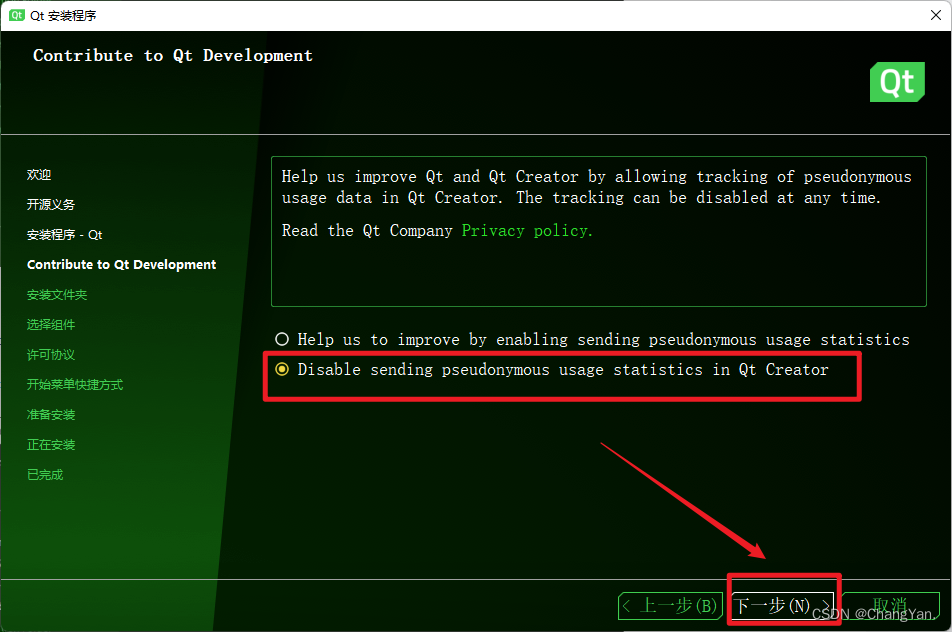 Qt Qt 安装程序
Contribute to Qt Development
Qt
欢迎
开源义务
安装程序 - Qt
Contribute to Qt Development
安装文件夹
选择组件
许可协议
开始菜单快捷方式
准备安装
正在安装
已完成
Help us improve Qt and Qt Creator by allowing tracking of pseudonymous
usage data in Qt Creator. The tracking can be disabled at any time.
Read the Qt Company Privacy policy.
Help us to improve by enabling sending pseudonymous usage statistics
Disable sending pseudonymous usage statistics in Qt Creator
< 上一步(B)
下一步(N) >
取消
CSDN @ChangYan.